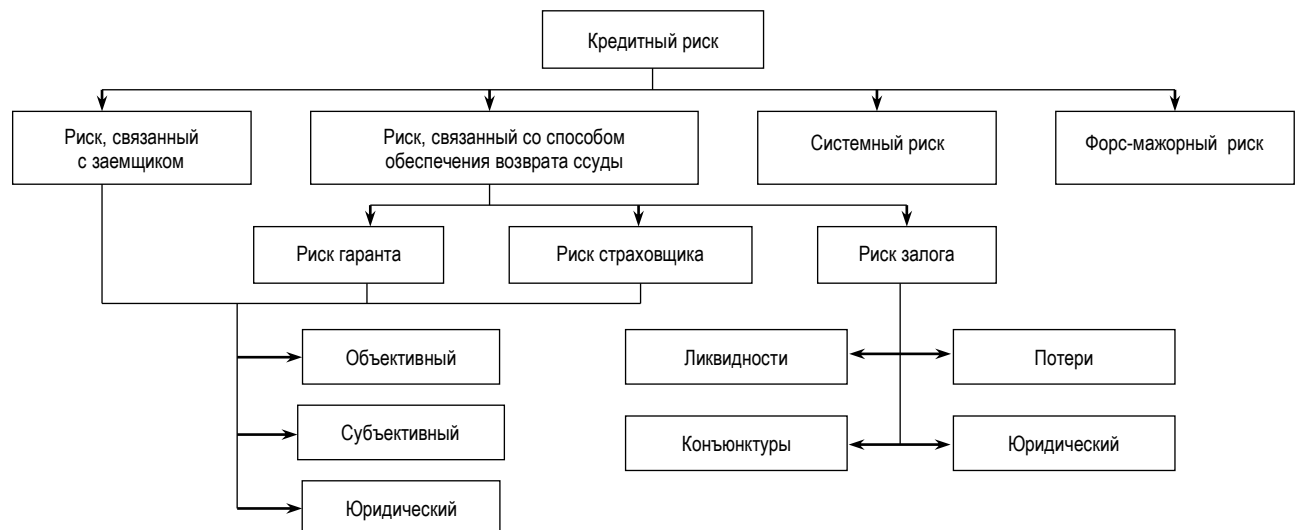 Кредитный риск
Риск, связанный
с заемщиком
Риск, связанный со способом
обеспечения возврата ссуды
Системный риск
Форс-мажорный риск
Риск гаранта
Риск страховщика
Риск залога
Объективный
Ликвидности
Потери
Субъективный
Конъюнктуры
Юридический
Юридический